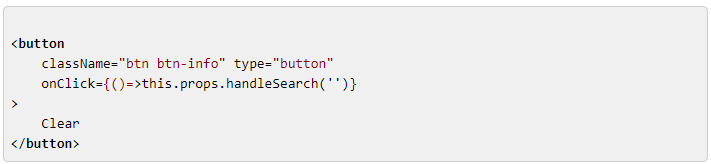 <button
    className="btn btn-info" type="button"
    onClick={()=>this.props.handleSearch('')}
>
    Clear
</button>